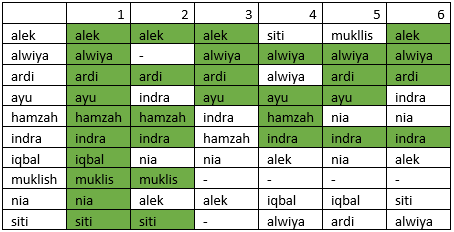 1 2 3 4 5 6
alek alek alek alek siti mukllis alek
alwiya alwiya - alwiya alwiya alwiya alwiya
ardi ardi ardi ardi alwiya ardi ardi
ayu ayu indra ayu ayu ayu indra
hamzah hamzah hamzah indra hamzah nia nia
indra indra indra hamzah indra indra indra
iqbal iqbal nia nia alek nia alek
muklish muklis muklis - - - -
nia nia alek alek iqbal iqbal siti
siti siti siti - alwiya ardi alwiya